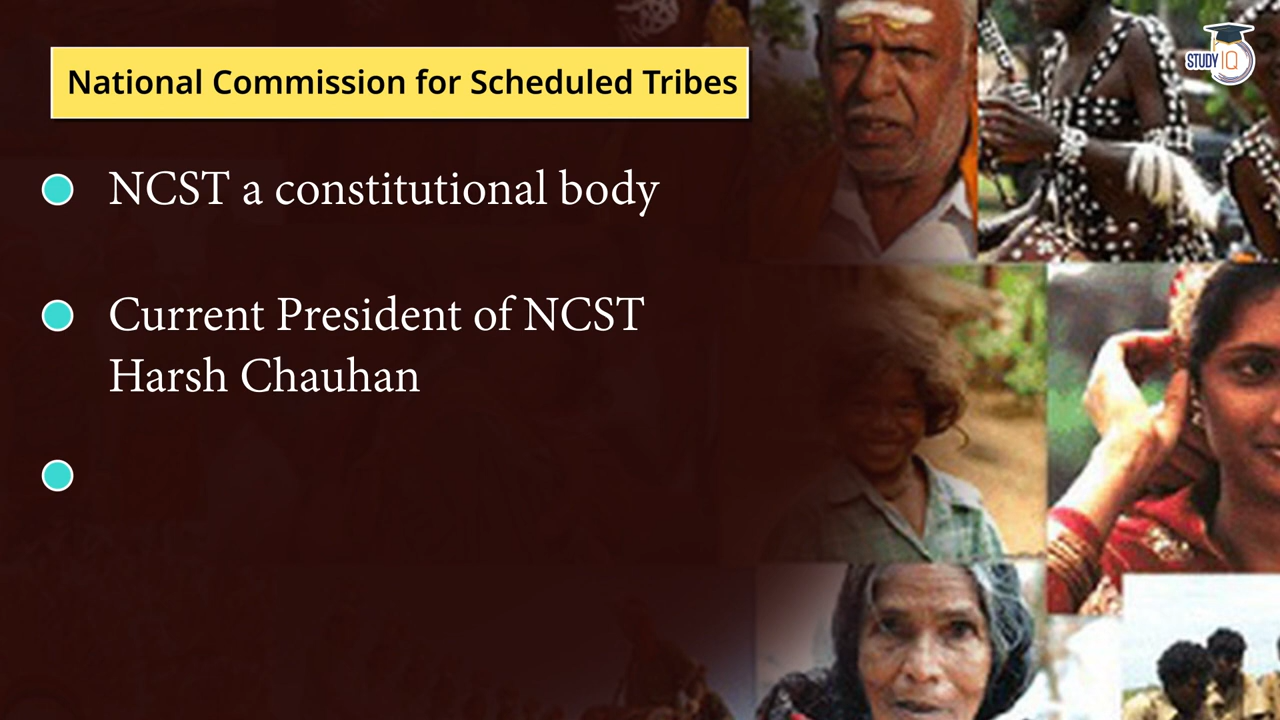 National Commission for Scheduled Tribes
STUDY IQ
NCST a constitutional body
Current President of NCST
Harsh Chauhan